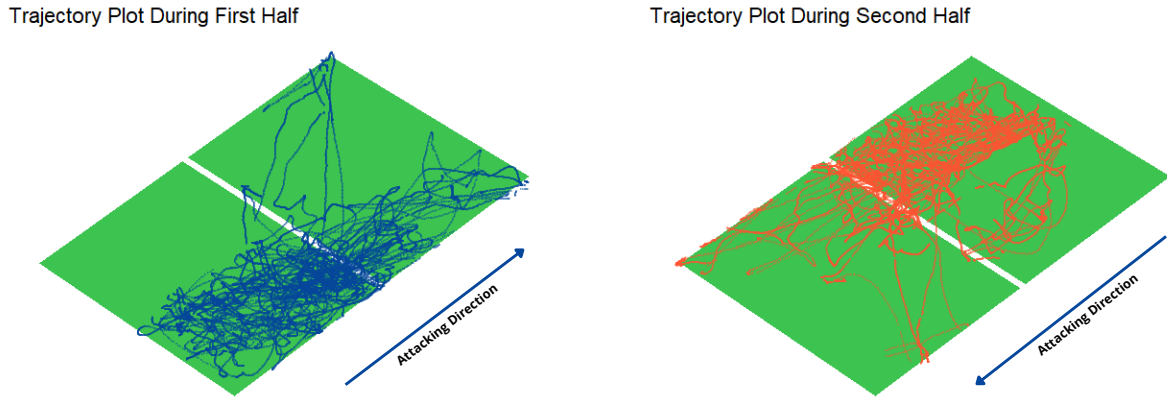 Trajectory Plot During First Half
Trajectory Plot During Second Half
Attacking Direction
Attacking Direction